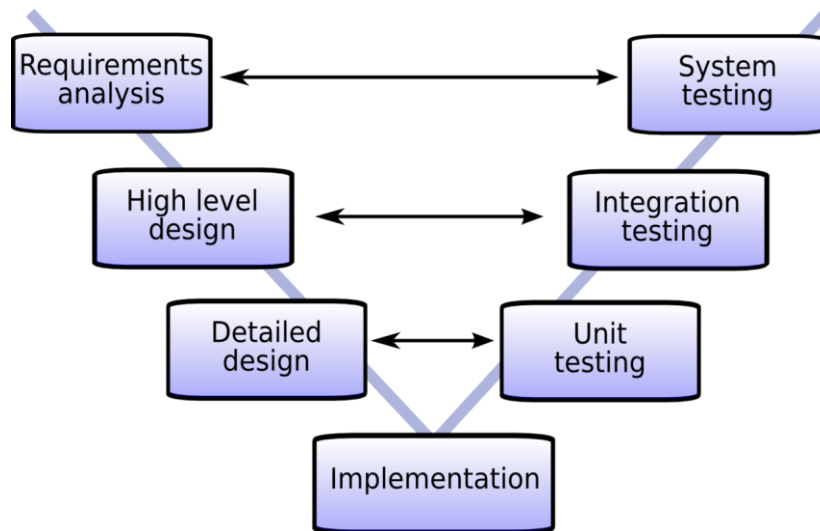 Requirements
analysis
System
testing
High level
design
Integration
testing
Detailed
design
Unit
testing
Implementation